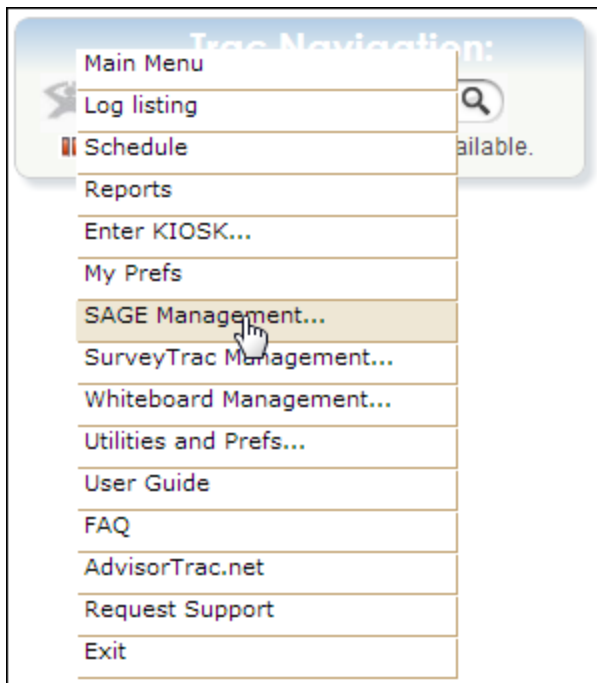 Trac Navigation:
Main Menu
Log listing
Schedule
ailable.
Reports
Enter KIOSK...
My Prefs
SAGE Management...
SurveyTrac Management...
Whiteboard Management...
Utilities and Prefs...
User Guide
FAQ
AdvisorTrac.net
Request Support
Exit